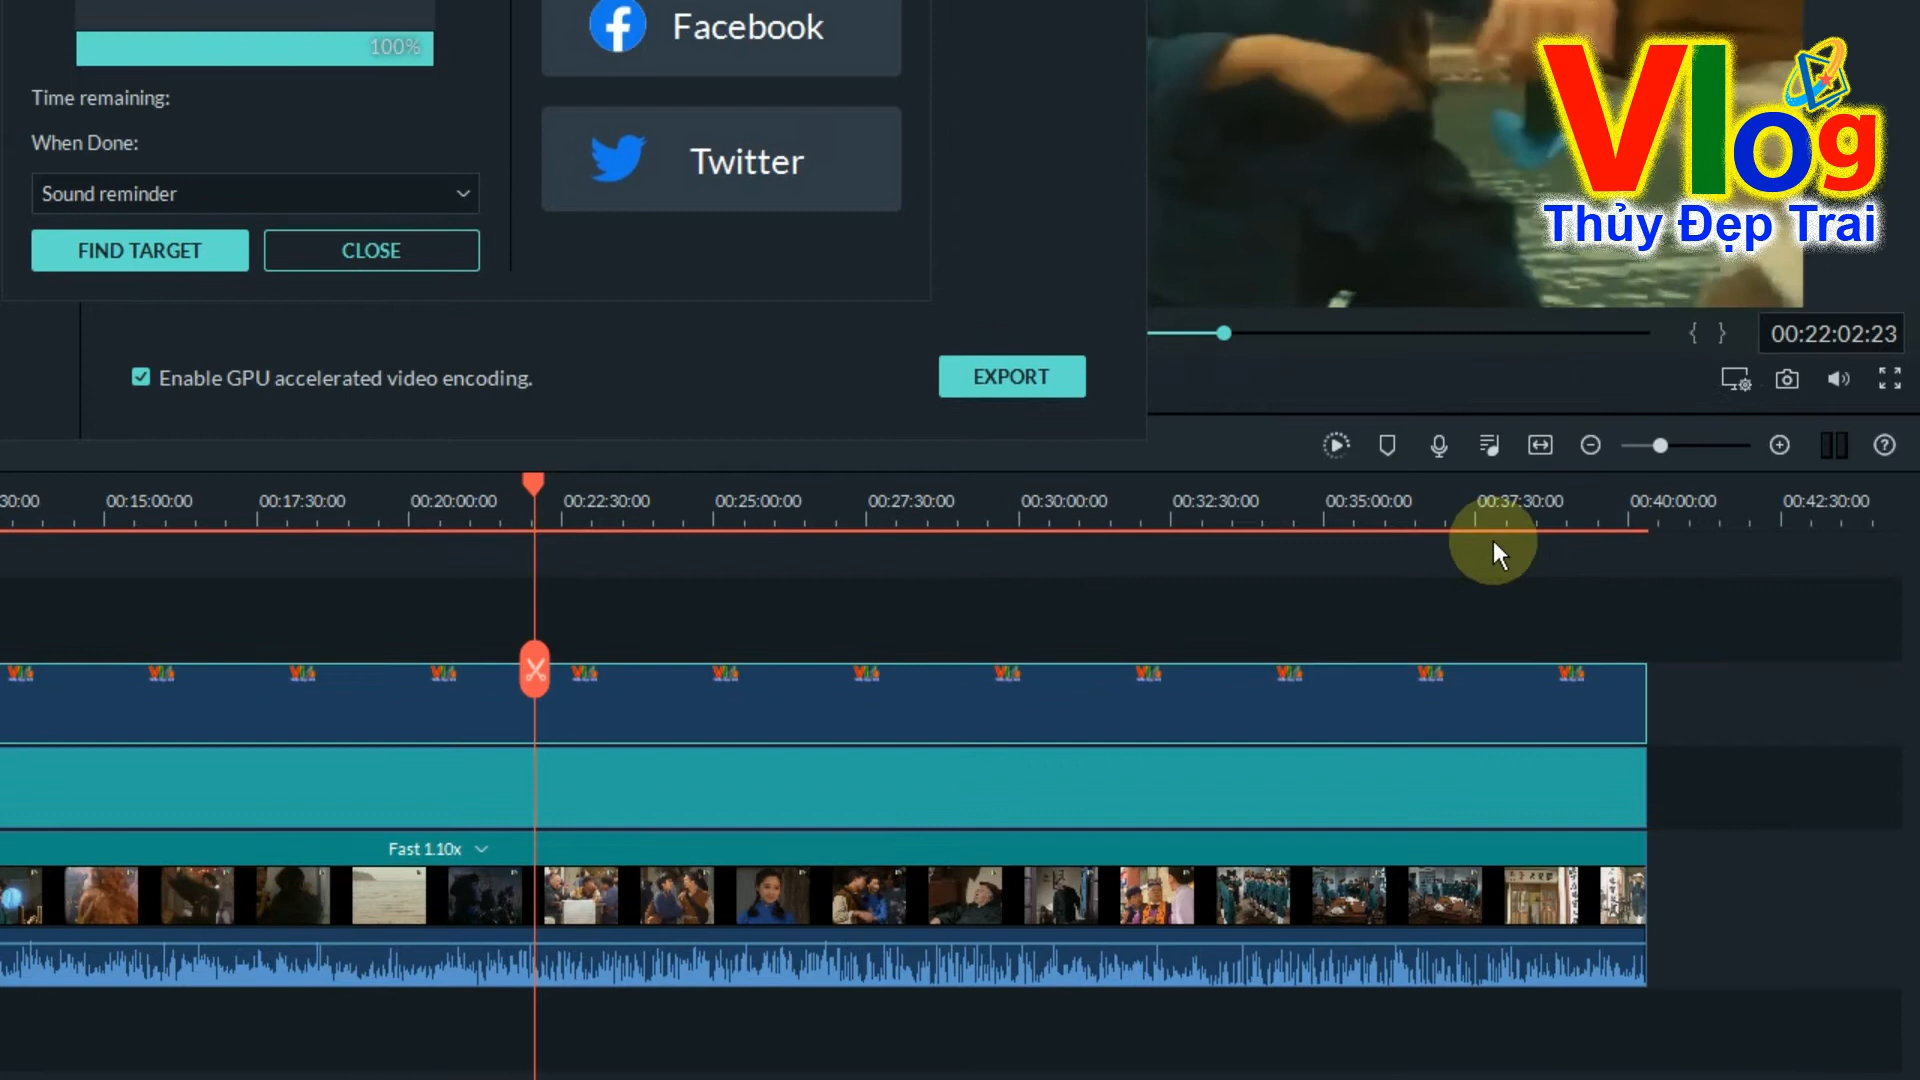 100%
Time remaining:
When Done:
Sound reminder
FIND TARGET
CLOSE
Facebook
Twitter
Enable GPU accelerated video encoding.
EXPORT
Vlog
Thủy Đẹp Trai
{ }
00:22:02:23
30:00
00:15:00:00
00:17:30:00
00:20:00:00
00:22:30:00
00:25:00:00
00:27:30:00
00:30:00:00
00:32:30:00
00:35:00:00
00:37:30:00
00:40:00:00
00:42:30:00
Fast 1.10x